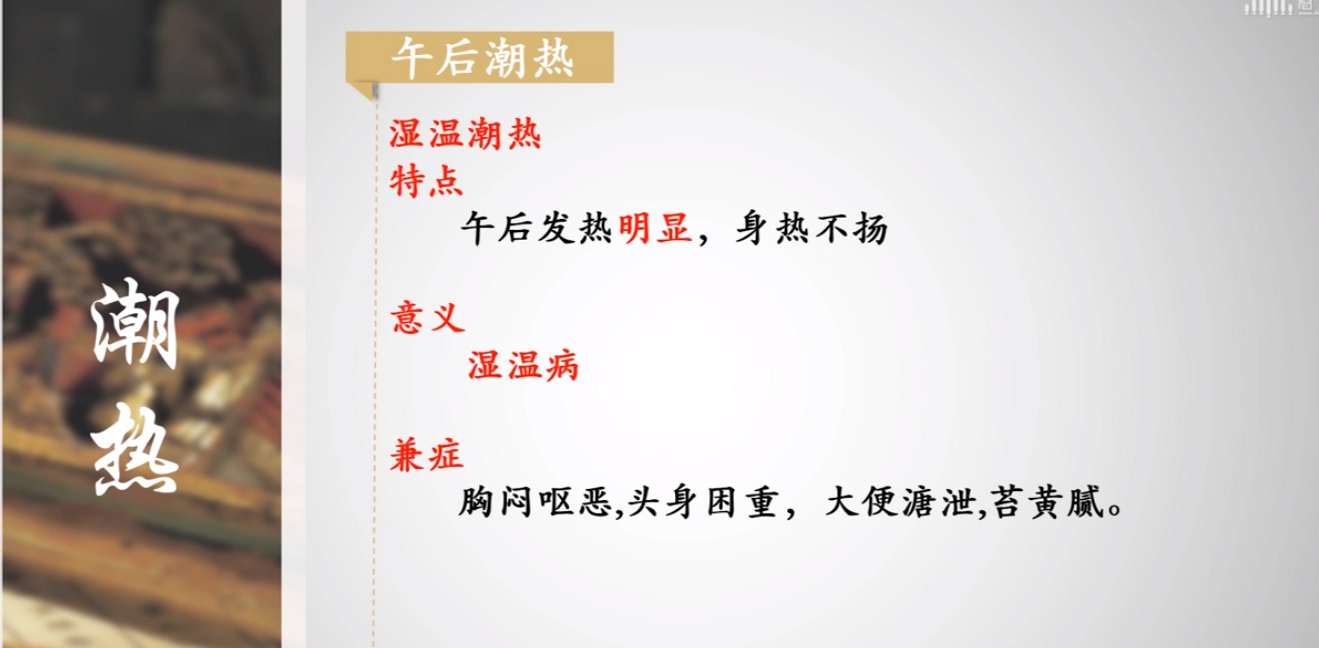 午后潮热
湿温潮热
特点
午后发热明显，身热不扬
意义
湿温病
兼症
胸闷呕恶,头身困重，大便溏泄,苔黄腻。
潮
热